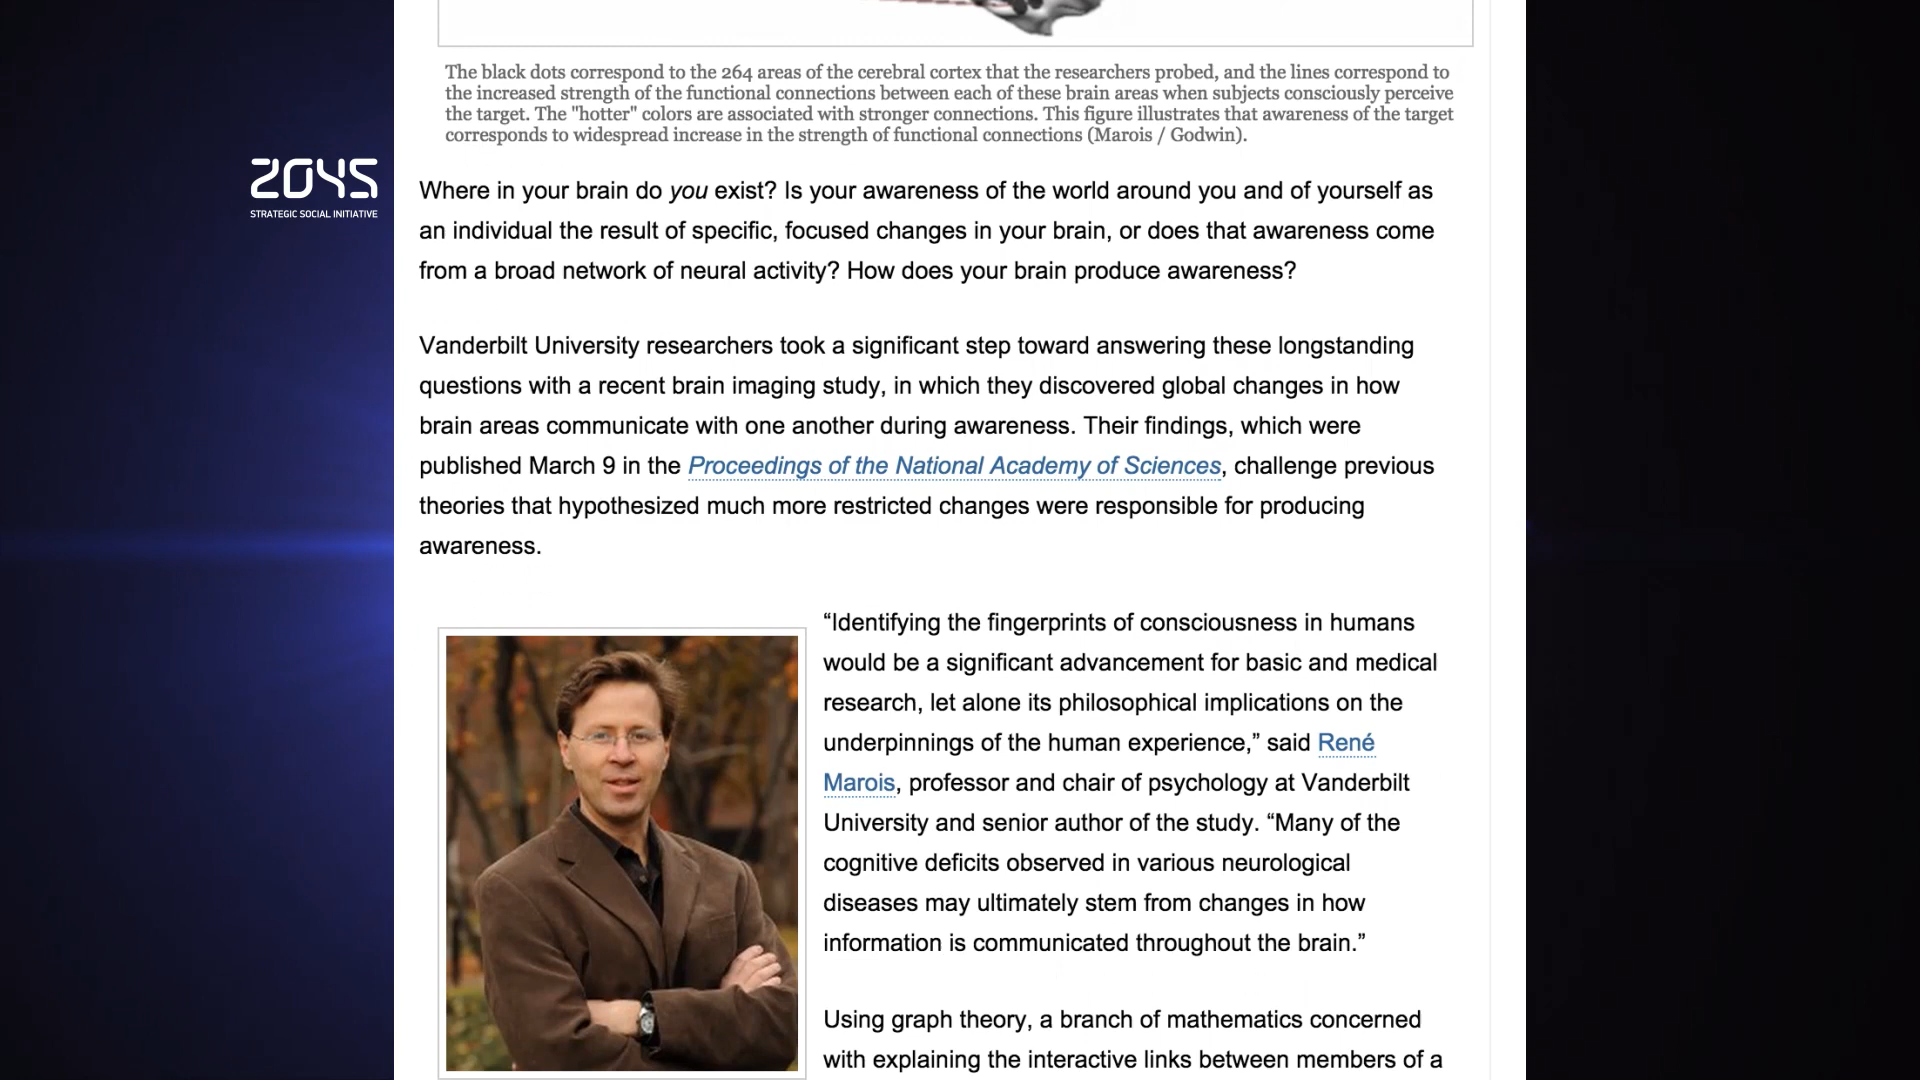 The black dots correspond to the 264 areas of the cerebral cortex that the researchers probed, and the lines correspond to
the increased strength of the functional connections between each of these brain areas when subjects consciously perceive
the target. The "hotter" colors are associated with stronger connections. This figure illustrates that awareness of the target
corresponds to widespread increase in the strength of functional connections (Marois / Godwin).
2045
STRATEGIC SOCIAL INITIATIVE
Where in your brain do you exist? Is your awareness of the world around you and of yourself as
an individual the result of specific, focused changes in your brain, or does that awareness come
from a broad network of neural activity? How does your brain produce awareness?
Vanderbilt University researchers took a significant step toward answering these longstanding
questions with a recent brain imaging study, in which they discovered global changes in how
brain areas communicate with one another during awareness. Their findings, which were
published March 9 in the Proceedings of the National Academy of Sciences, challenge previous
theories that hypothesized much more restricted changes were responsible for producing
awareness.
“Identifying the fingerprints of consciousness in humans
would be a significant advancement for basic and medical
research, let alone its philosophical implications on the
underpinnings of the human experience,” said René
Marois, professor and chair of psychology at Vanderbilt
University and senior author of the study. “Many of the
cognitive deficits observed in various neurological
diseases may ultimately stem from changes in how
information is communicated throughout the brain.”
Using graph theory, a branch of mathematics concerned
with explaining the interactive links between members of a